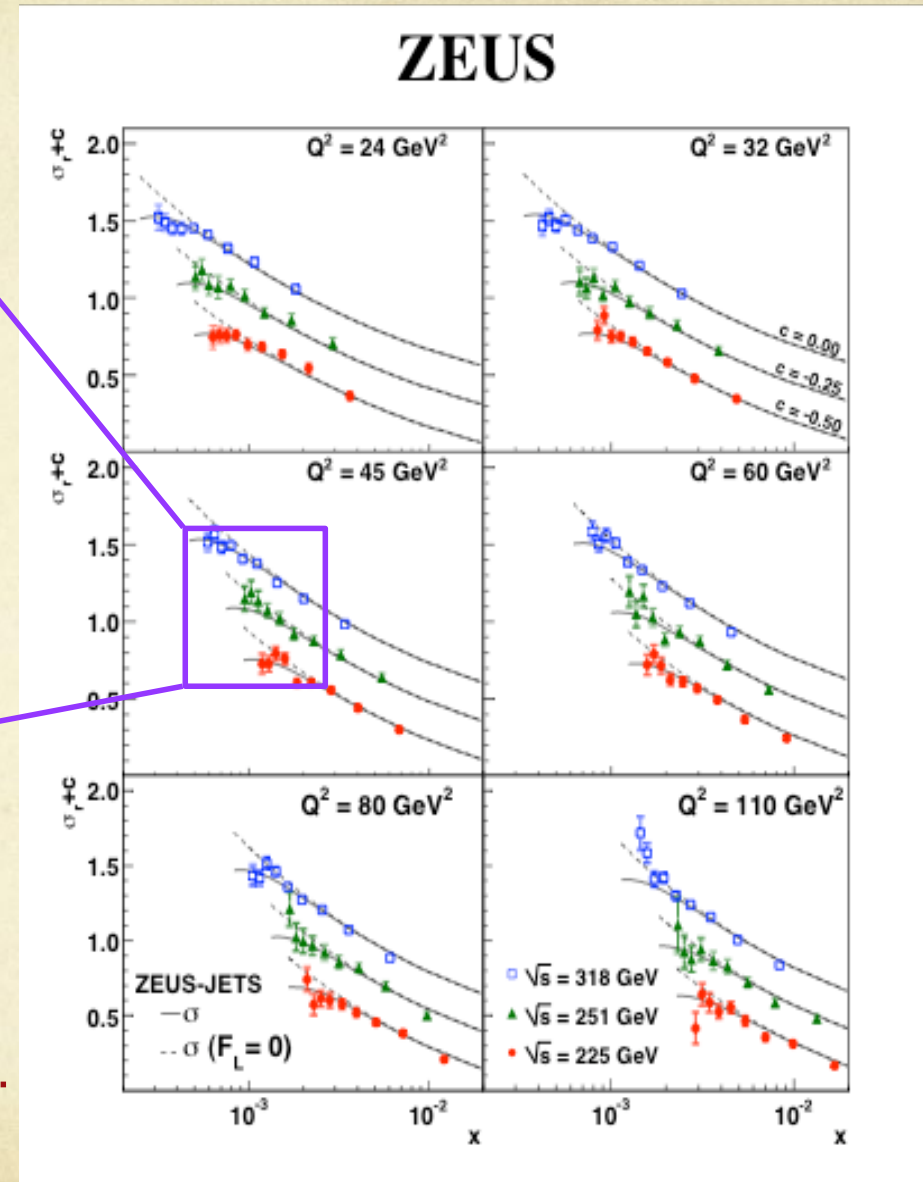 ZEUS
σr+c
2.0
1.5
1.0
0.5
Q² = 24 GeV²
Q² = 32 GeV²
c = 0.00
c = -0.25
c = -0.50
σr+c
2.0
1.5
1.0
0.5
Q² = 45 GeV²
Q² = 60 GeV²
σr+c
2.0
1.5
1.0
0.5
Q² = 80 GeV²
Q² = 110 GeV²
ZEUS-JETS
σ
σ (FL= 0)
√s = 318 GeV
√s = 251 GeV
√s = 225 GeV
10⁻³ 10⁻² 10⁻³ 10⁻²
x x